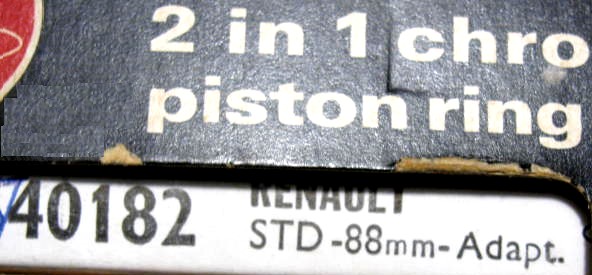 2 in 1 chro
piston ring
40182 RENAULT
STD-88mm-Adapt.